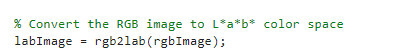 % Convert the RGB image to L*a*b* color space
labImage = rgb2lab(rgbImage);